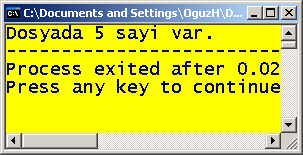 C:\Documents and Settings\OguzH\D...
Dosyada 5 sayi var.
--------------------------------
Process exited after 0.02
Press any key to continue